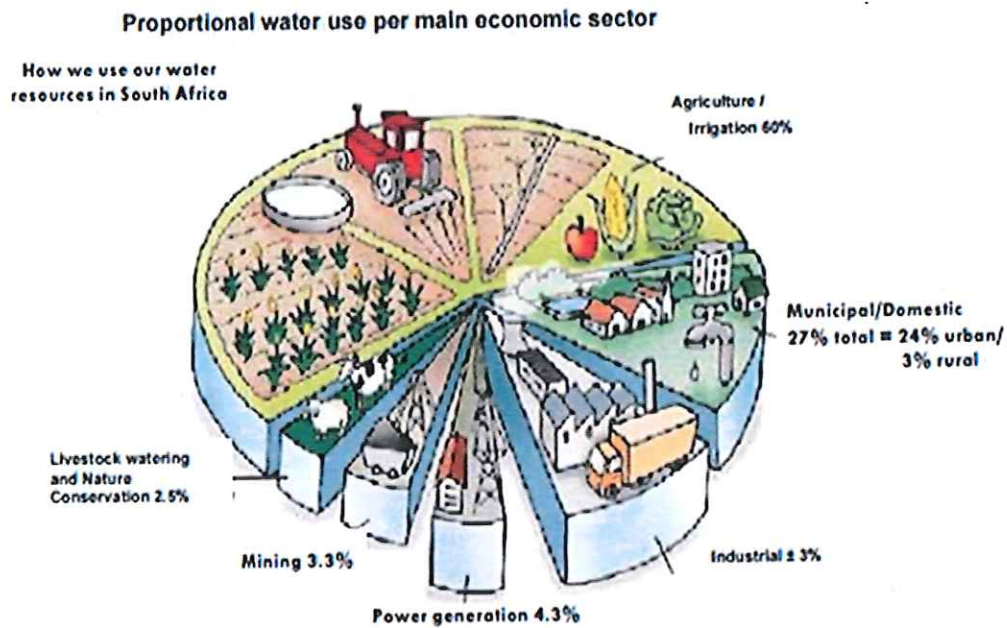 Proportional water use per main economic sector
How we use our water
resources in South Africa
Agriculture /
Irrigation 60%
Municipal/Domestic
27% total = 24% urban/
3% rural
Livestock watering
and Nature
Conservation 2.5%
Mining 3.3%
Industrial ± 3%
Power generation 4.3%